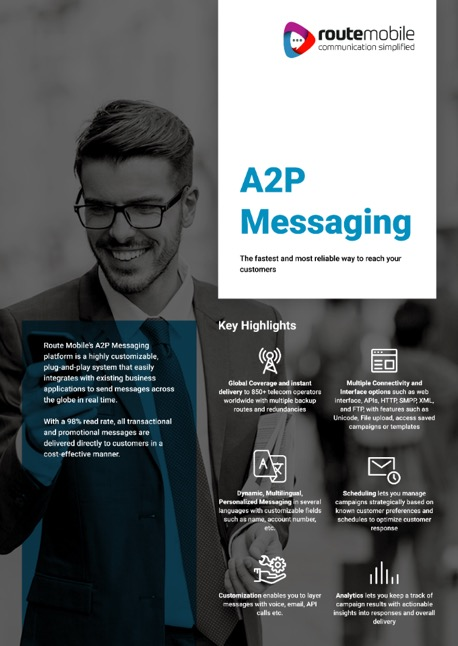 routemobile
communication simplified
A2P
Messaging
The fastest and most reliable way to reach your
customers
Route Mobile's A2P Messaging
platform is a highly customizable,
plug-and-play system that easily
integrates with existing business
applications to send messages across
the globe in real time.
With a 98% read rate, all transactional
and promotional messages are
delivered directly to customers in a
cost-effective manner.
Key Highlights
Global Coverage and instant
delivery to 850+ telecom operators
worldwide with multiple backup
routes and redundancies
Multiple Connectivity and
Interface options such as web
interface, APIs, HTTP, SMPP, XML,
and FTP, with features such as
Unicode, File upload, access saved
campaigns or templates
Dynamic, Multilingual,
Personalized Messaging in several
languages with customizable fields
such as name, account number,
etc.
Scheduling lets you manage
campaigns strategically based on
known customer preferences and
schedules to optimize customer
response
Customization enables you to layer
messages with voice, email, API
calls etc.
Analytics lets you keep a track of
campaign results with actionable
insights into responses and overall
delivery